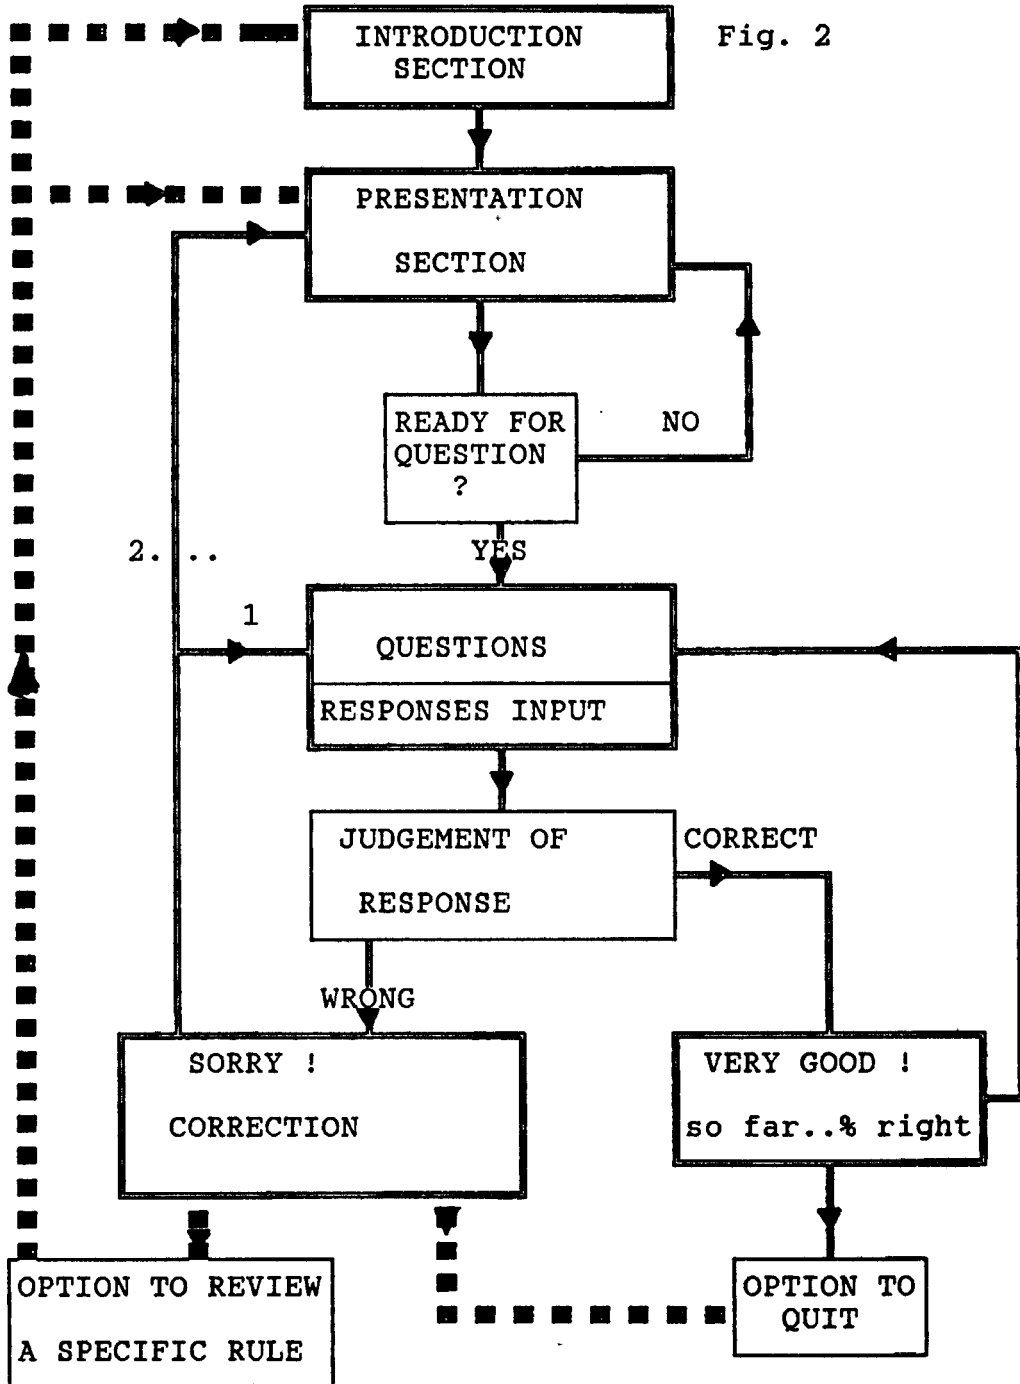 Fig. 2
INTRODUCTION
SECTION
PRESENTATION
SECTION
READY FOR
QUESTION
?
NO
YES
2. ..
1
QUESTIONS
RESPONSES INPUT
JUDGEMENT OF
RESPONSE
CORRECT
WRONG
SORRY !
CORRECTION
VERY GOOD !
so far..% right
OPTION TO REVIEW
A SPECIFIC RULE
OPTION TO
QUIT